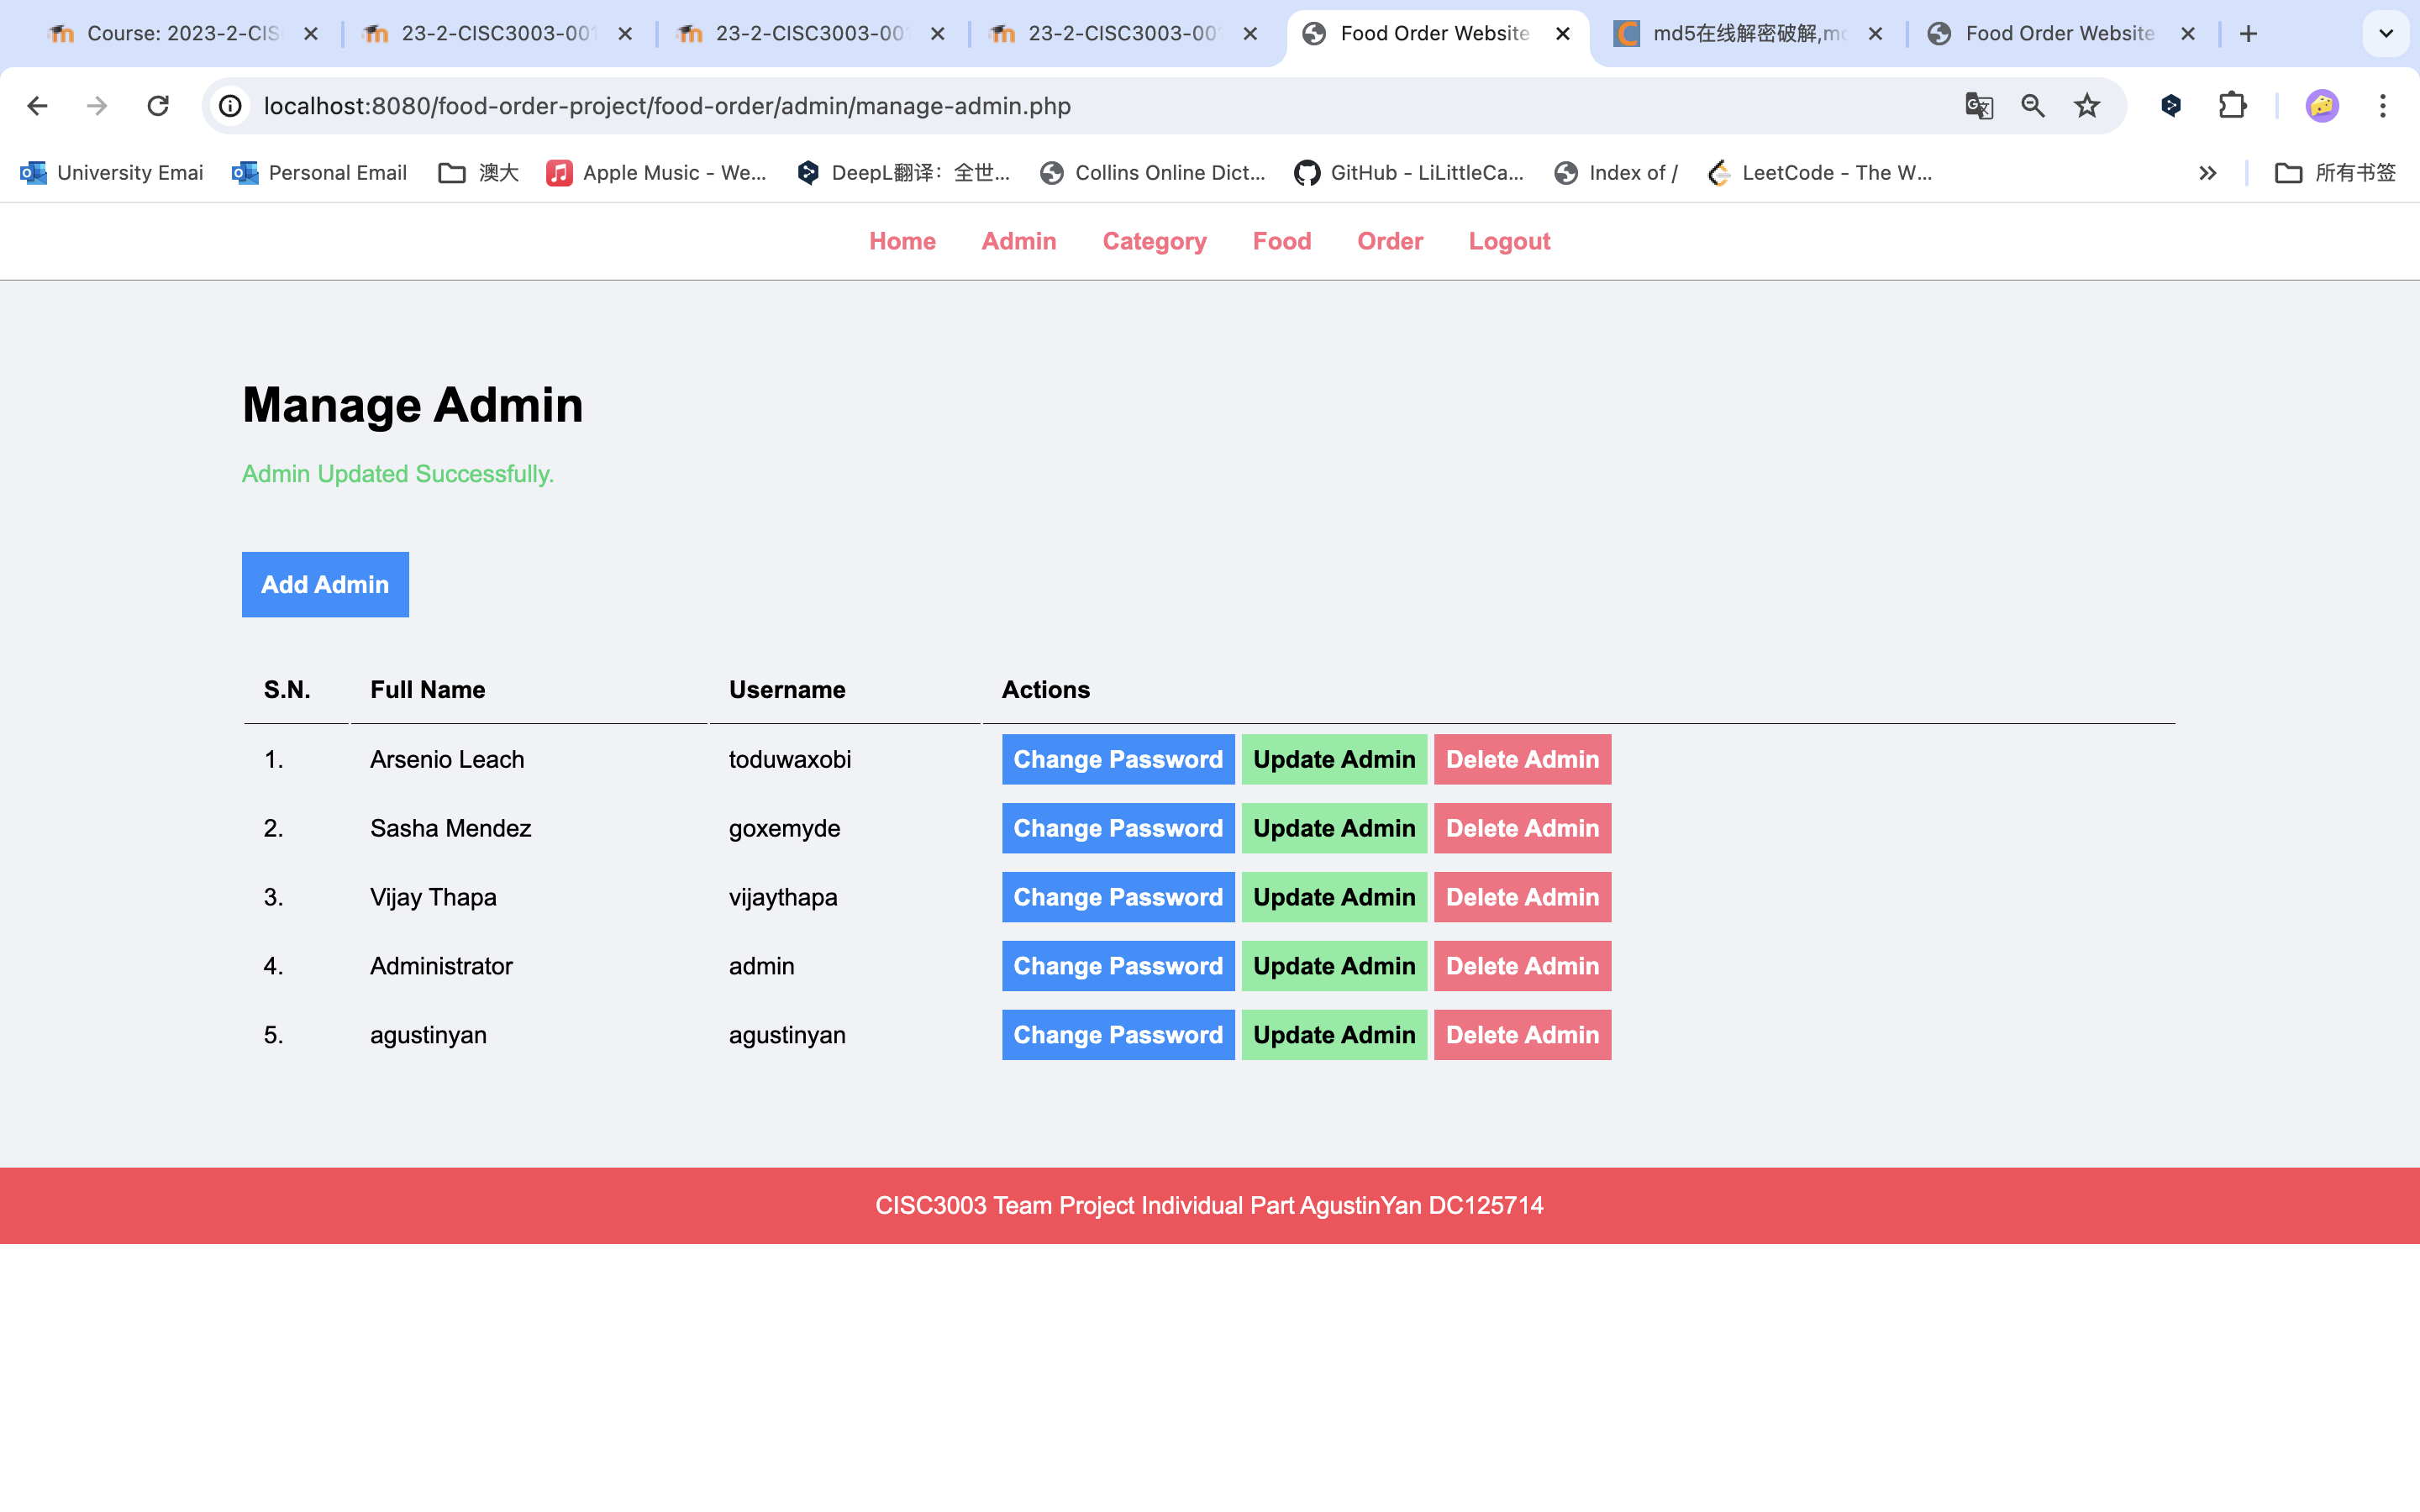 Course: 2023-2-CIS
23-2-CISC3003-001
23-2-CISC3003-00
23-2-CISC3003-00
Food Order Website
md5在线解密破解,md
Food Order Website
localhost:8080/food-order-project/food-order/admin/manage-admin.php
University Emai
Personal Email
澳大
Apple Music - We...
DeepL翻译：全世...
Collins Online Dict...
GitHub - LiLittleCa...
Index of /
LeetCode - The W...
所有书签
Home Admin Category Food Order Logout
Manage Admin
Admin Updated Successfully.
Add Admin
S.N. Full Name Username Actions
1. Arsenio Leach toduwaxobi Change Password Update Admin Delete Admin
2. Sasha Mendez goxemyde Change Password Update Admin Delete Admin
3. Vijay Thapa vijaythapa Change Password Update Admin Delete Admin
4. Administrator admin Change Password Update Admin Delete Admin
5. agustinyan agustinyan Change Password Update Admin Delete Admin
CISC3003 Team Project Individual Part AgustinYan DC125714